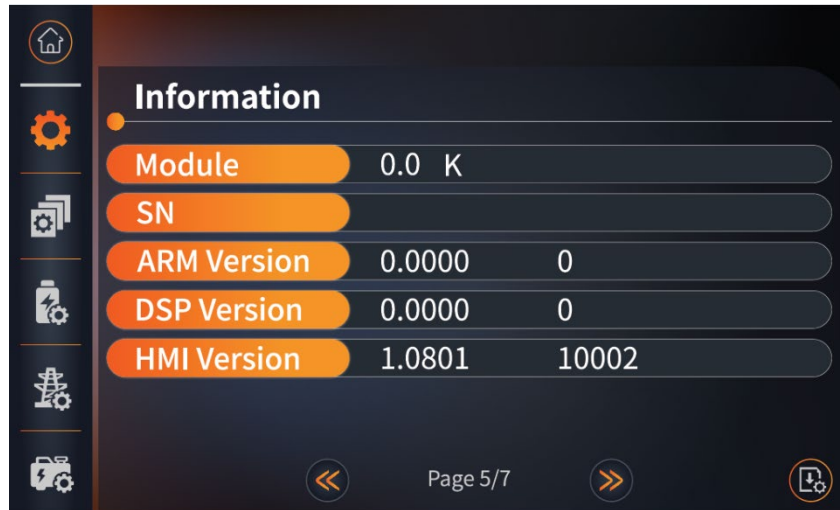 Information
Module 0.0 K
SN
ARM Version 0.0000 0
DSP Version 0.0000 0
HMI Version 1.0801 10002
Page 5/7